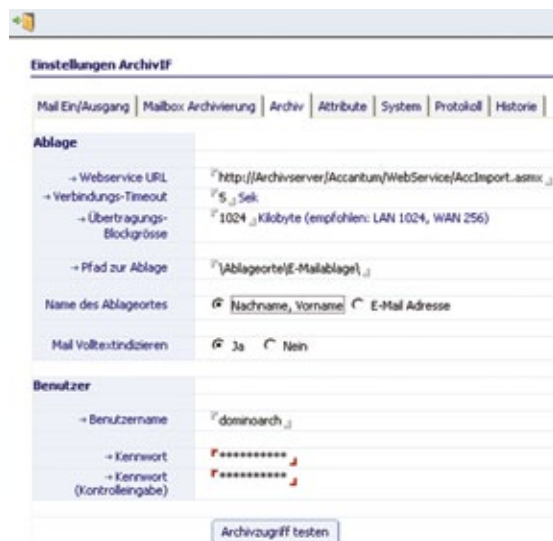 Einstellungen ArchivIF
Mail Ein/Ausgang | Mailbox Archivierung | Archiv | Attribute | System | Protokoll | Historie |
Ablage
→ Webservice URL http://Archivserver/Accantum/WebService/AccImport.asmx
→ Verbindungs-Timeout 5 Sek
→ Übertragungs-Blockgrösse 1024 Kilobyte (empfohlen: LAN 1024, WAN 256)
→ Pfad zur Ablage \Ablageorte\E-Mailablage\
Name des Ablageortes Nachname, Vorname E-Mail Adresse
Mail Volltextindizieren Ja Nein
Benutzer
→ Benutzername dominoarch
→ Kennwort **********
→ Kennwort (Kontrolleingabe) **********
Archivzugriff testen